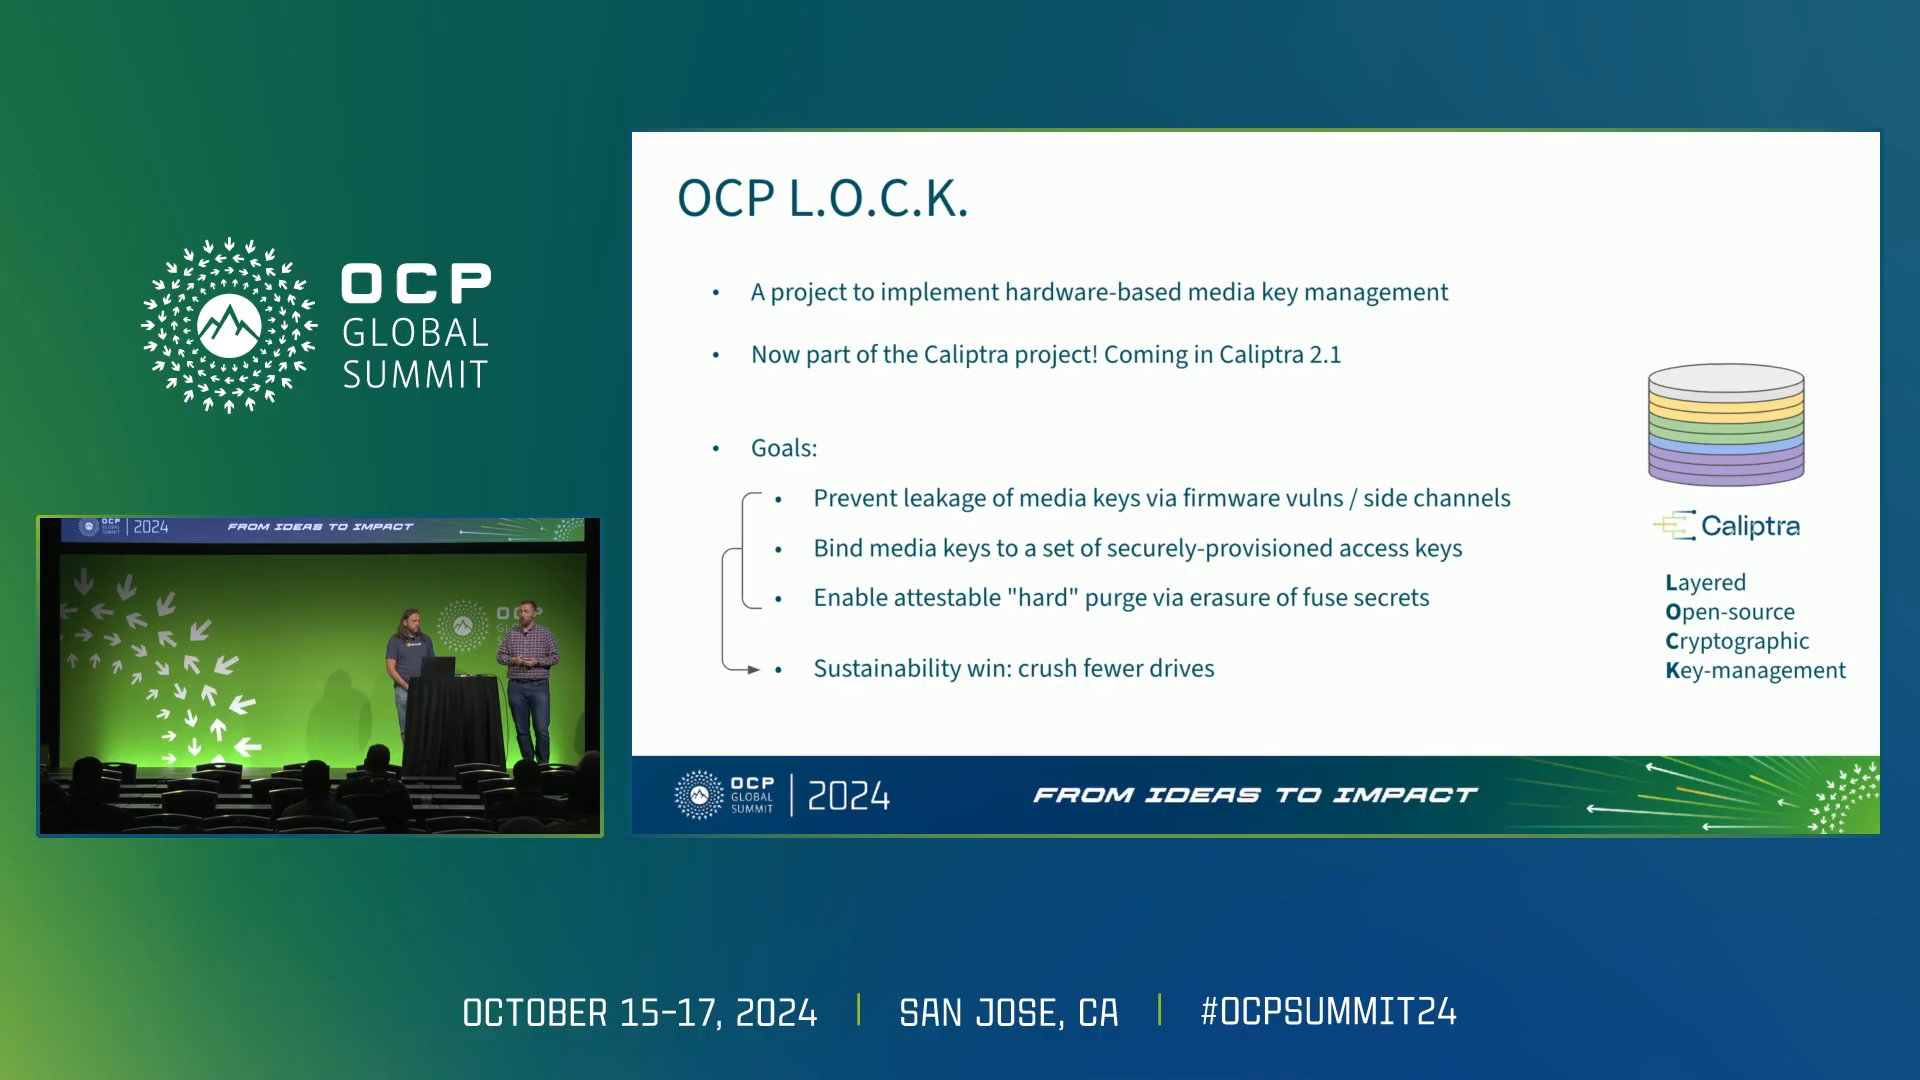 OCP
GLOBAL
SUMMIT
OCP L.O.C.K.
• A project to implement hardware-based media key management
• Now part of the Caliptra project! Coming in Caliptra 2.1
• Goals:
• Prevent leakage of media keys via firmware vulns / side channels
• Bind media keys to a set of securely-provisioned access keys
• Enable attestable "hard" purge via erasure of fuse secrets
• Sustainability win: crush fewer drives
Caliptra
Layered
Open-source
Cryptographic
Key-management
OCP
GLOBAL
SUMMIT
2024
FROM IDEAS TO IMPACT
OCP
2024
FROM IDEAS TO IMPACT
OCP
OCTOBER 15-17, 2024 | SAN JOSE, CA | #OCPSUMMIT24